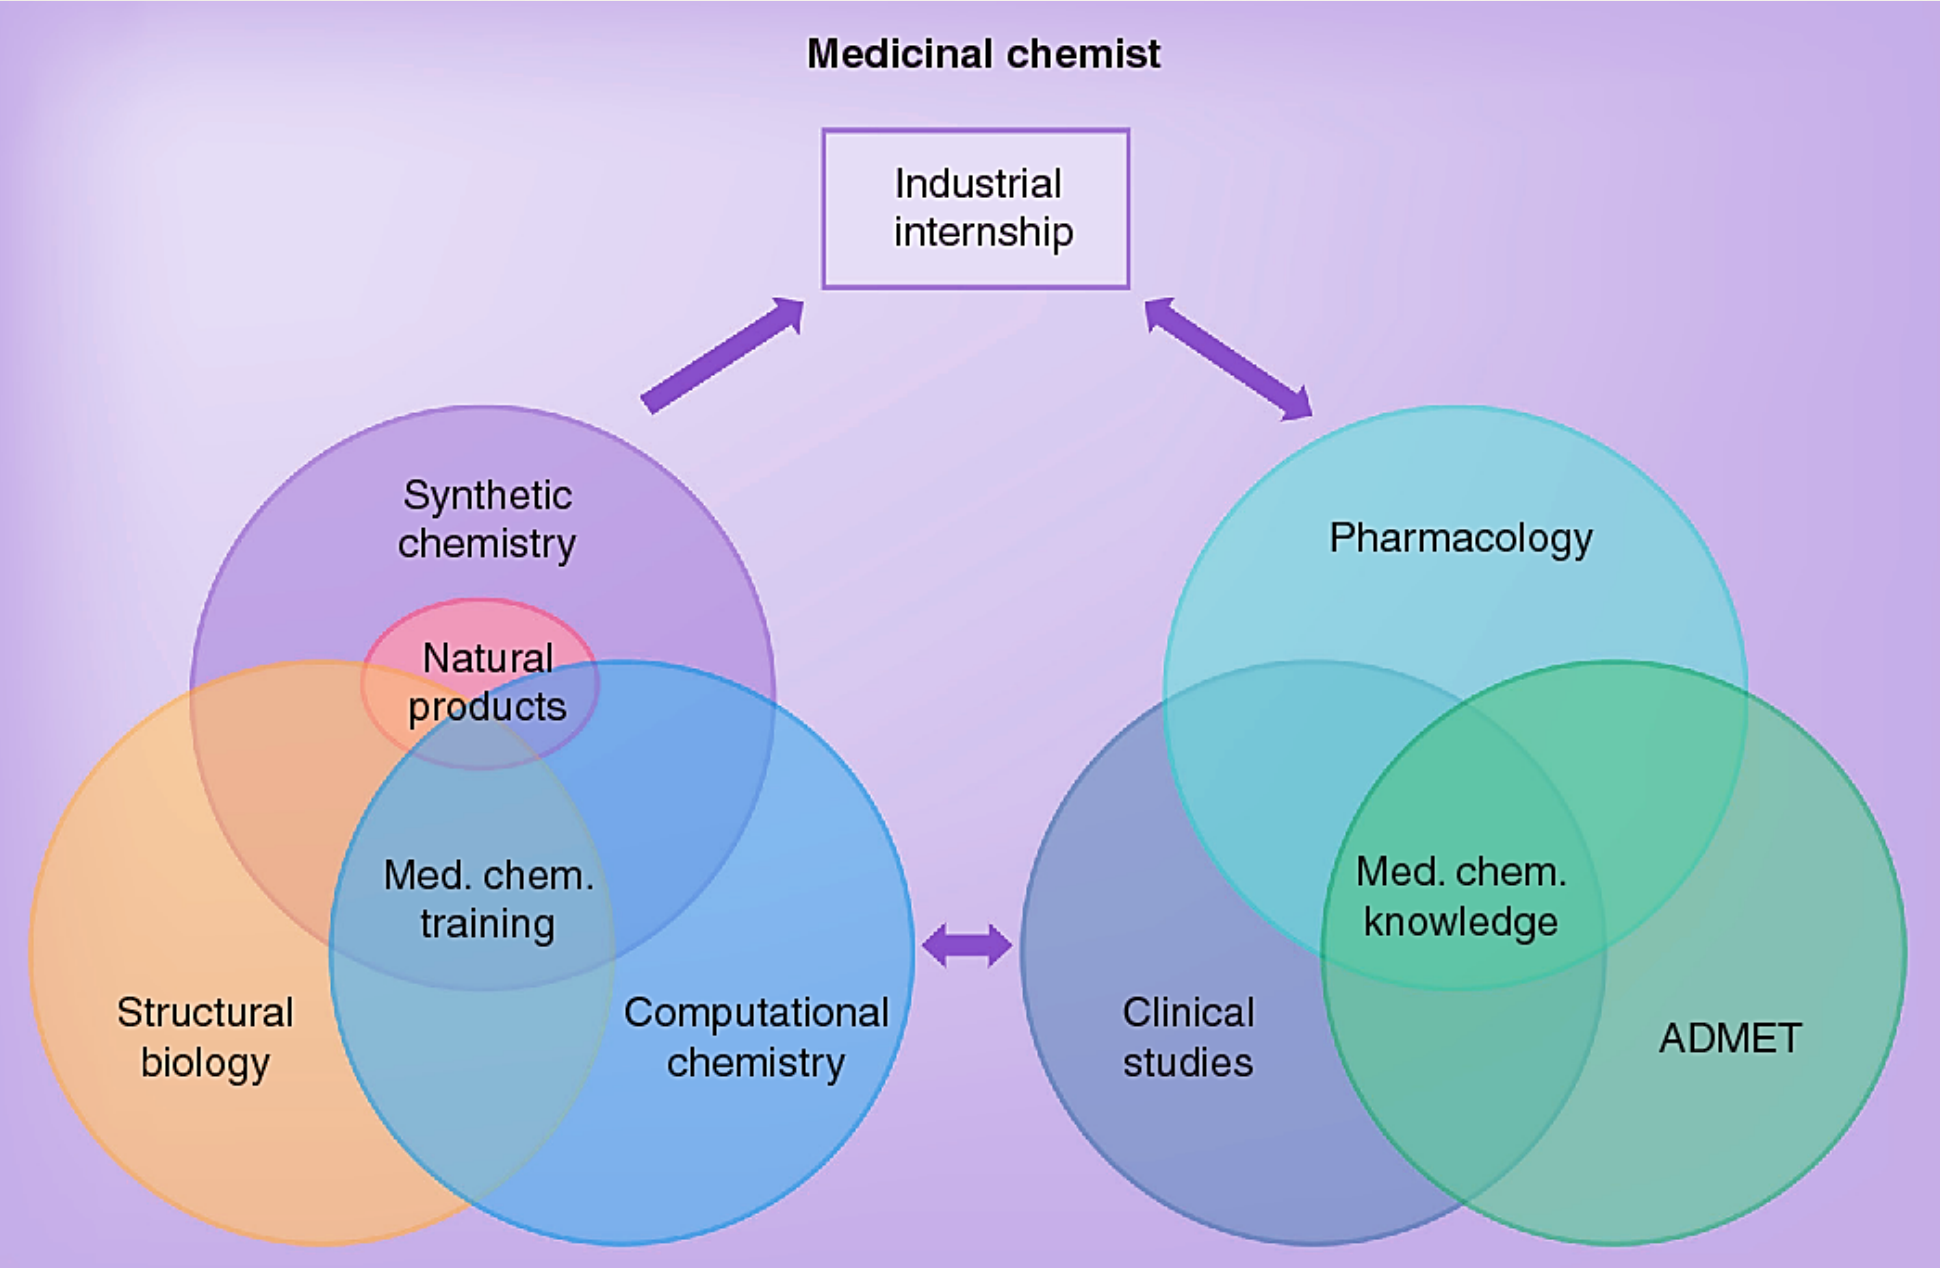 Medicinal chemist
Industrial
internship
Synthetic
chemistry
Natural
products
Med. chem.
training
Structural
biology
Computational
chemistry
Pharmacology
Med. chem.
knowledge
Clinical
studies
ADMET